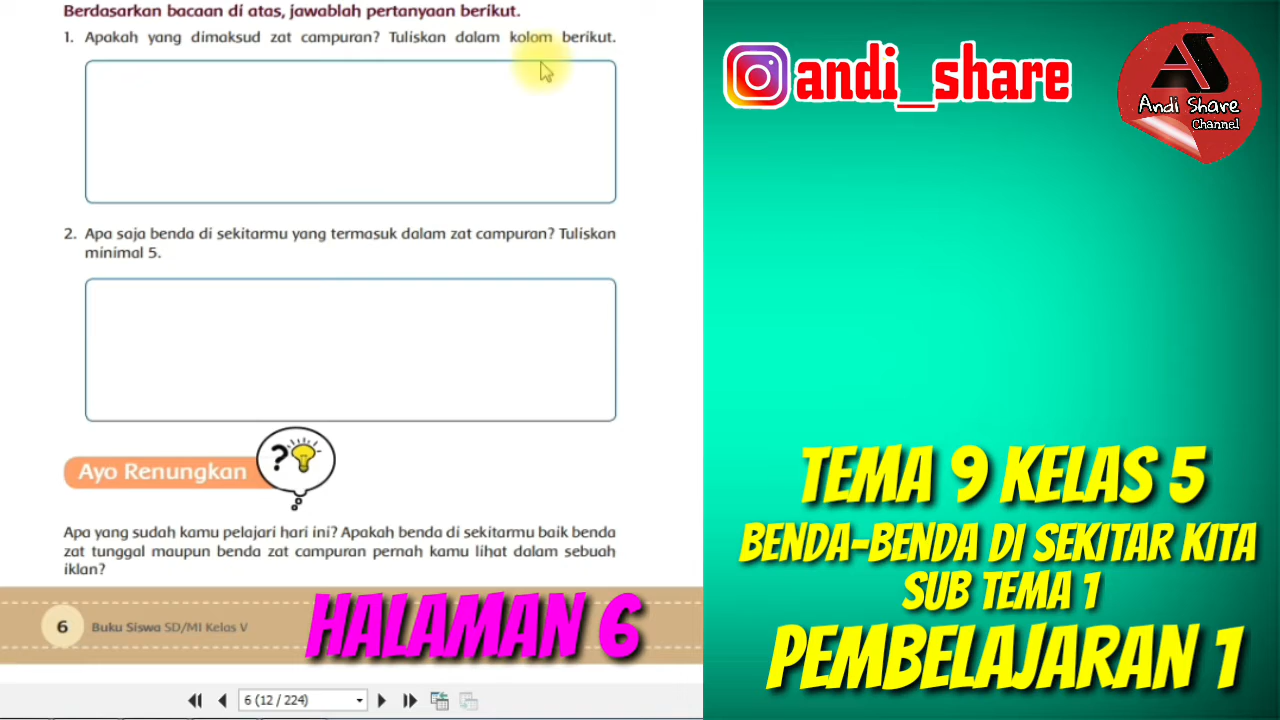 Berdasarkan bacaan di atas, jawablah pertanyaan berikut.
1. Apakah yang dimaksud zat campuran? Tuliskan dalam kolom berikut.
2. Apa saja benda di sekitarmu yang termasuk dalam zat campuran? Tuliskan
minimal 5.
?
Ayo Renungkan
Apa yang sudah kamu pelajari hari ini? Apakah benda di sekitarmu baik benda
zat tunggal maupun benda zat campuran pernah kamu lihat dalam sebuah
iklan?
6 Buku Siswa SD/MI Kelas V
HALAMAN 6
6 (12 / 224)
andi_share
Andi Share
Channel
TEMA 9 KELAS 5
BENDA-BENDA DI SEKITAR KITA
SUB TEMA 1
PEMBELAJARAN 1